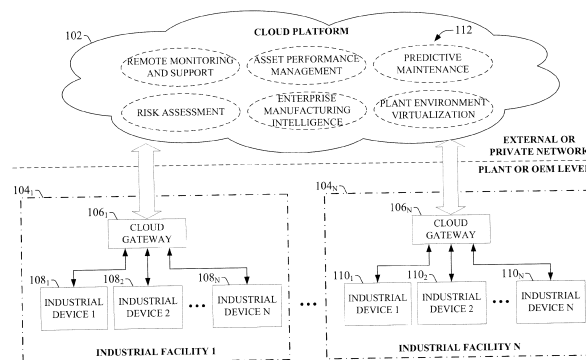 102
CLOUD PLATFORM
112
REMOTE MONITORING
AND SUPPORT
ASSET PERFORMANCE
MANAGEMENT
PREDICTIVE
MAINTENANCE
RISK ASSESSMENT
ENTERPRISE
MANUFACTURING
INTELLIGENCE
PLANT ENVIRONMENT
VIRTUALIZATION
EXTERNAL OR
PRIVATE NETWORK
PLANT OR OEM LEVEL
104₁
106₁
CLOUD
GATEWAY
108₁
108₂
108N
INDUSTRIAL
DEVICE 1
INDUSTRIAL
DEVICE 2
•••
INDUSTRIAL
DEVICE N
INDUSTRIAL FACILITY 1
•••
104N
106N
CLOUD
GATEWAY
110₁
110₂
110N
INDUSTRIAL
DEVICE 1
INDUSTRIAL
DEVICE 2
•••
INDUSTRIAL
DEVICE N
INDUSTRIAL FACILITY N